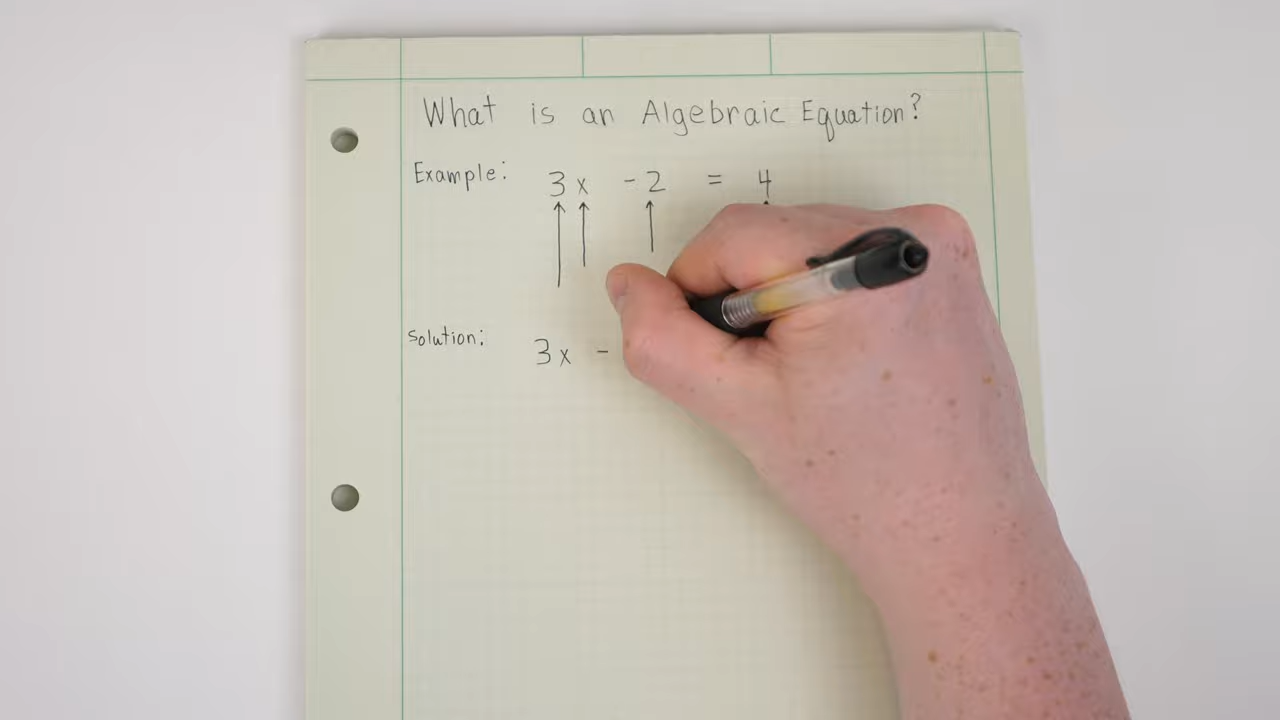 What is an Algebraic Equation?
Example: 3x - 2 = 4
Solution: 3x -